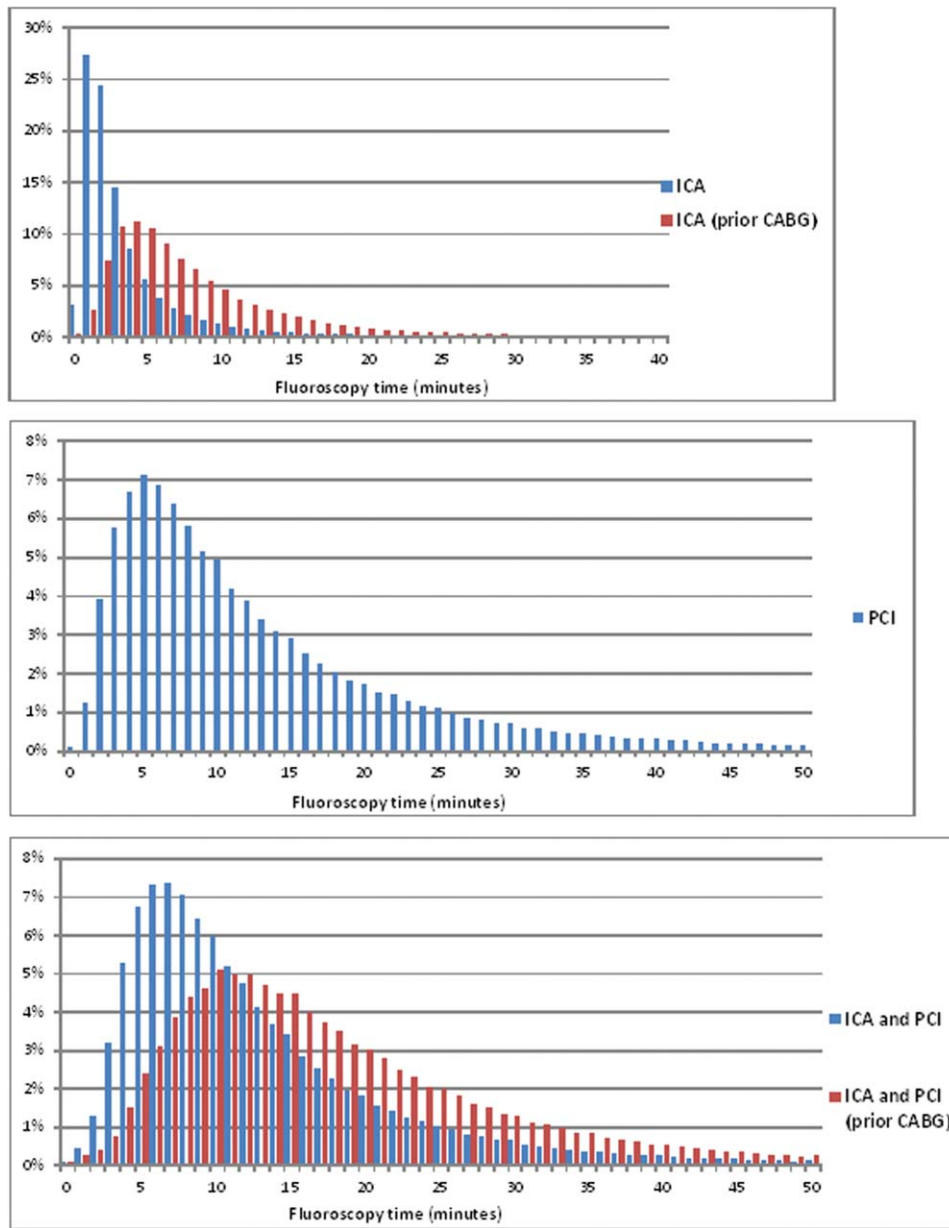 30%
25%
20%
15%
10%
5%
0%
0 5 10 15 20 25 30 35 40
Fluoroscopy time (minutes)
ICA
ICA (prior CABG)
8%
7%
6%
5%
4%
3%
2%
1%
0%
0 5 10 15 20 25 30 35 40 45 50
Fluoroscopy time (minutes)
PCI
8%
7%
6%
5%
4%
3%
2%
1%
0%
0 5 10 15 20 25 30 35 40 45 50
Fluoroscopy time (minutes)
ICA and PCI
ICA and PCI
(prior CABG)